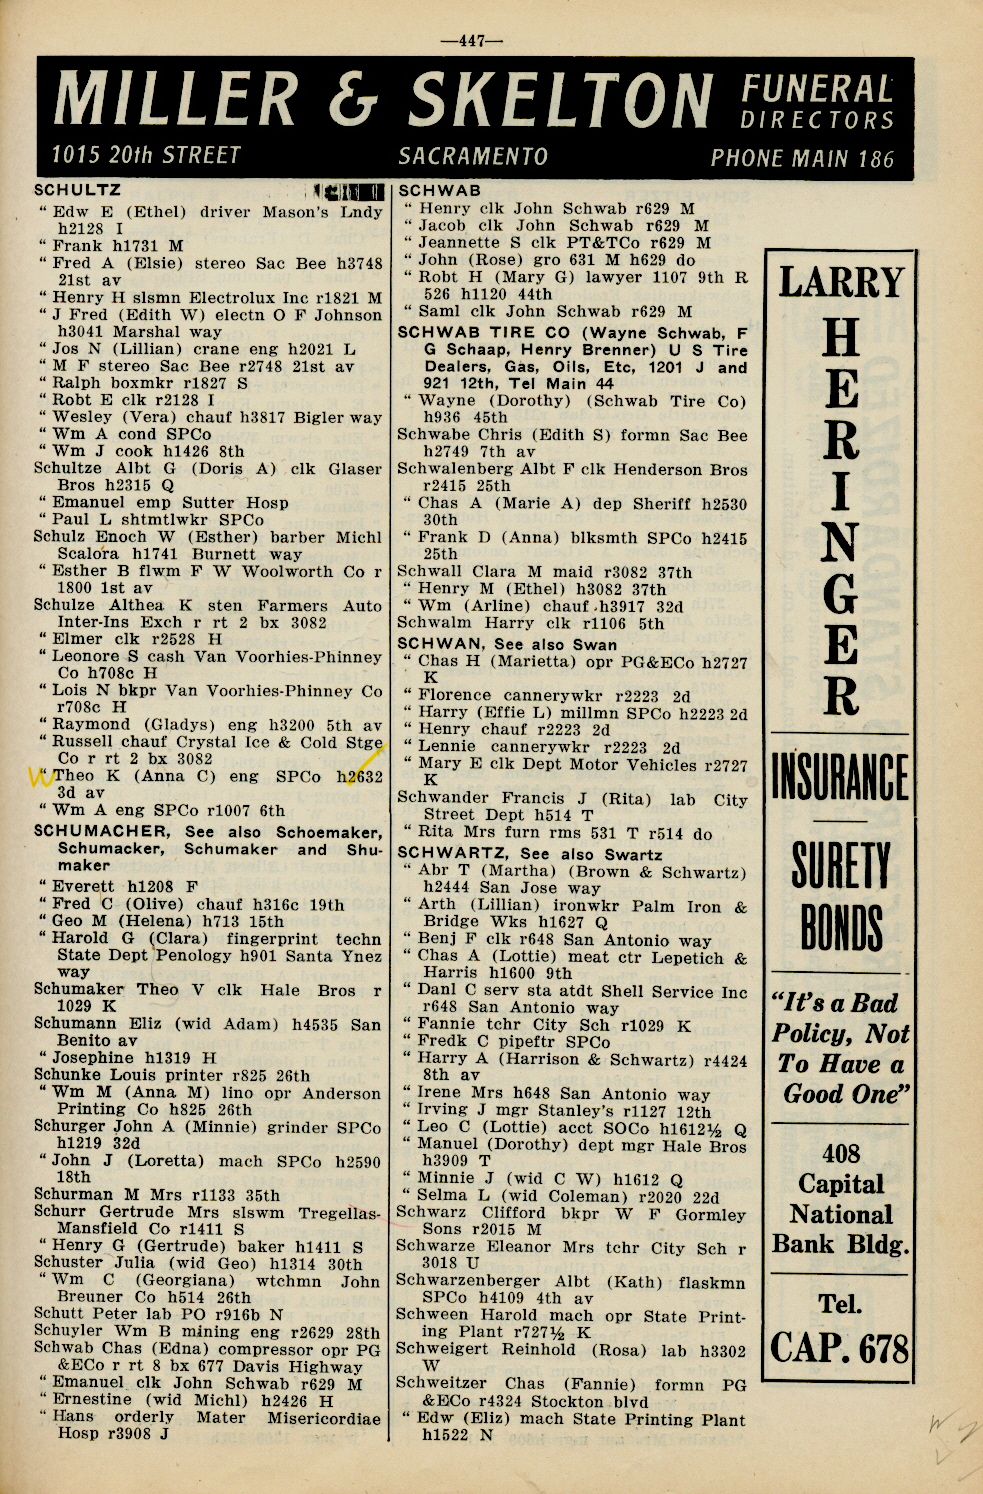 —447—
MILLER & SKELTON FUNERAL DIRECTORS
1015 20th STREET SACRAMENTO PHONE MAIN 186
SCHULTZ
" Edw E (Ethel) driver Mason's Lndy
h2128 I
" Frank h1731 M
" Fred A (Elsie) stereo Sac Bee h3748
21st av
" Henry H slsmn Electrolux Inc r1821 M
" J Fred (Edith W) electn O F Johnson
h3041 Marshal way
" Jos N (Lillian) crane eng h2021 L
" M F stereo Sac Bee r2748 21st av
" Ralph boxmkr r1827 S
" Robt E clk r2128 I
" Wesley (Vera) chauf h3817 Bigler way
" Wm A cond SPCo
" Wm J cook h1426 8th
Schultze Albt G (Doris A) clk Glaser
Bros h2315 Q
" Emanuel emp Sutter Hosp
" Paul L shtmtlwkr SPCo
Schulz Enoch W (Esther) barber Michl
Scalora h1741 Burnett way
" Esther B flwm F W Woolworth Co r
1800 1st av
Schulze Althea K sten Farmers Auto
Inter-Ins Exch r rt 2 bx 3082
" Elmer clk r2528 H
" Leonore S cash Van Voorhies-Phinney
Co h708c H
" Lois N bkpr Van Voorhies-Phinney Co
r708c H
" Raymond (Gladys) eng h3200 5th av
" Russell chauf Crystal Ice & Cold Stge
Co r rt 2 bx 3082
W " Theo K (Anna C) eng SPCo h2632
3d av
" Wm A eng SPCo r1007 6th
SCHUMACHER, See also Schoemaker,
Schumacker, Schumaker and Shu-
maker
" Everett h1208 F
" Fred C (Olive) chauf h316c 19th
" Geo M (Helena) h713 15th
" Harold G (Clara) fingerprint techn
State Dept Penology h901 Santa Ynez
way
Schumaker Theo V clk Hale Bros r
1029 K
Schumann Eliz (wid Adam) h4535 San
Benito av
" Josephine h1319 H
Schunke Louis printer r825 26th
" Wm M (Anna M) lino opr Anderson
Printing Co h825 26th
Schurger John A (Minnie) grinder SPCo
h1219 32d
" John J (Loretta) mach SPCo h2590
18th
Schurman M Mrs r1133 35th
Schurr Gertrude Mrs slswm Tregellas-
Mansfield Co r1411 S
" Henry G (Gertrude) baker h1411 S
Schuster Julia (wid Geo) h1314 30th
" Wm C (Georgiana) wtchmn John
Breuner Co h514 26th
Schutt Peter lab PO r916b N
Schuyler Wm B mining eng r2629 28th
Schwab Chas (Edna) compressor opr PG
&ECo r rt 8 bx 677 Davis Highway
" Emanuel clk John Schwab r629 M
" Ernestine (wid Michl) h2426 H
" Hans orderly Mater Misericordiae
Hosp r3908 J
SCHWAB
" Henry clk John Schwab r629 M
" Jacob clk John Schwab r629 M
" Jeannette S clk PT&TCo r629 M
" John (Rose) gro 631 M h629 do
" Robt H (Mary G) lawyer 1107 9th R
526 h1120 44th
" Saml clk John Schwab r629 M
SCHWAB TIRE CO (Wayne Schwab, F
G Schaap, Henry Brenner) U S Tire
Dealers, Gas, Oils, Etc, 1201 J and
921 12th, Tel Main 44
" Wayne (Dorothy) (Schwab Tire Co)
h936 45th
Schwabe Chris (Edith S) formn Sac Bee
h2749 7th av
Schwalenberg Albt F clk Henderson Bros
r2415 25th
" Chas A (Marie A) dep Sheriff h2530
30th
" Frank D (Anna) blksmth SPCo h2415
25th
Schwall Clara M maid r3082 37th
" Henry M (Ethel) h3082 37th
" Wm (Arline) chauf h3917 32d
Schwalm Harry clk r1106 5th
SCHWAN, See also Swan
" Chas H (Marietta) opr PG&ECo h2727
K
" Florence cannerywkr r2223 2d
" Harry (Effie L) millmn SPCo h2223 2d
" Henry chauf r2223 2d
" Lennie cannerywkr r2223 2d
" Mary E clk Dept Motor Vehicles r2727
K
Schwander Francis J (Rita) lab City
Street Dept h514 T
" Rita Mrs furn rms 531 T r514 do
SCHWARTZ, See also Swartz
" Abr T (Martha) (Brown & Schwartz)
h2444 San Jose way
" Arth (Lillian) ironwkr Palm Iron &
Bridge Wks h1627 Q
" Benj F clk r648 San Antonio way
" Chas A (Lottie) meat ctr Lepetich &
Harris h1600 9th
" Danl C serv sta atdt Shell Service Inc
r648 San Antonio way
" Fannie tchr City Sch r1029 K
" Fredk C pipeftr SPCo
" Harry A (Harrison & Schwartz) r4424
8th av
" Irene Mrs h648 San Antonio way
" Irving J mgr Stanley's r1127 12th
" Leo C (Lottie) acct SOCo h1612½ Q
" Manuel (Dorothy) dept mgr Hale Bros
h3909 T
" Minnie J (wid C W) h1612 Q
" Selma L (wid Coleman) r2020 22d
Schwarz Clifford bkpr W F Gormley
Sons r2015 M
Schwarze Eleanor Mrs tchr City Sch r
3018 U
Schwarzenberger Albt (Kath) flaskmn
SPCo h4109 4th av
Schween Harold mach opr State Print-
ing Plant r727½ K
Schweigert Reinhold (Rosa) lab h3302
W
Schweitzer Chas (Fannie) formn PG
&ECo r4324 Stockton blvd
" Edw (Eliz) mach State Printing Plant
h1522 N
LARRY
HERINGER
INSURANCE
SURETY
BONDS
"It's a Bad
Policy, Not
To Have a
Good One"
408
Capital
National
Bank Bldg.
Tel.
CAP. 678